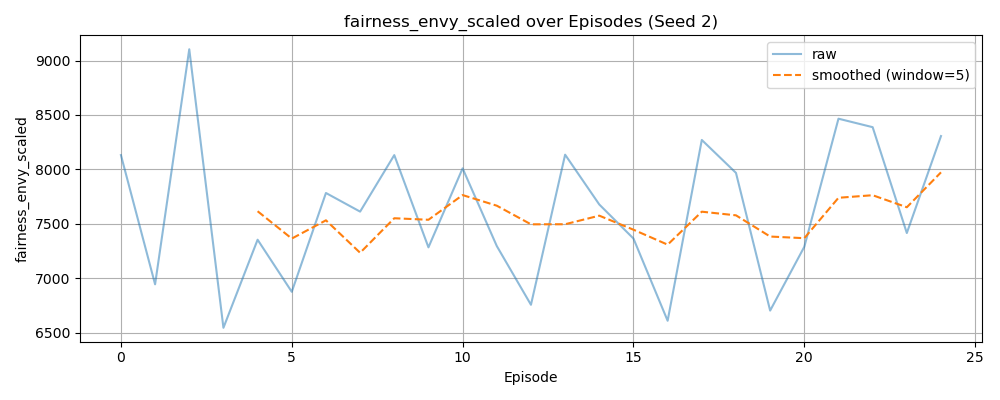 fairness_envy_scaled over Episodes (Seed 2)
raw
smoothed (window=5)
fairness_envy_scaled
9000
8500
8000
7500
7000
6500
0 5 10 15 20 25
Episode